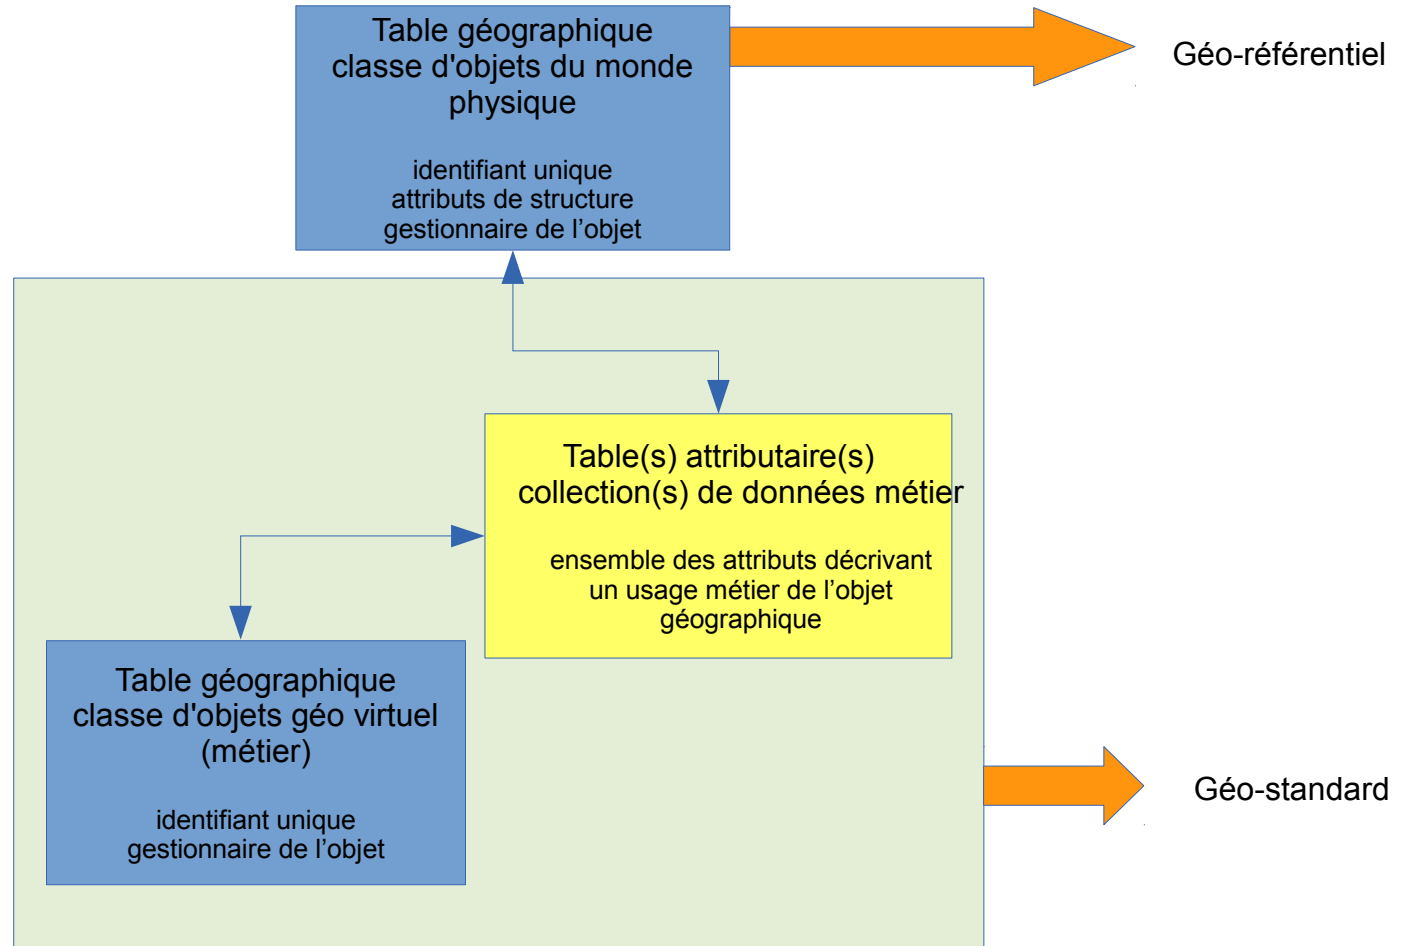 Table géographique
classe d'objets du monde
physique
identifiant unique
attributs de structure
gestionnaire de l’objet
Géo-référentiel
Table(s) attributaire(s)
collection(s) de données métier
ensemble des attributs décrivant
un usage métier de l’objet
géographique
Table géographique
classe d'objets géo virtuel
(métier)
identifiant unique
gestionnaire de l’objet
Géo-standard